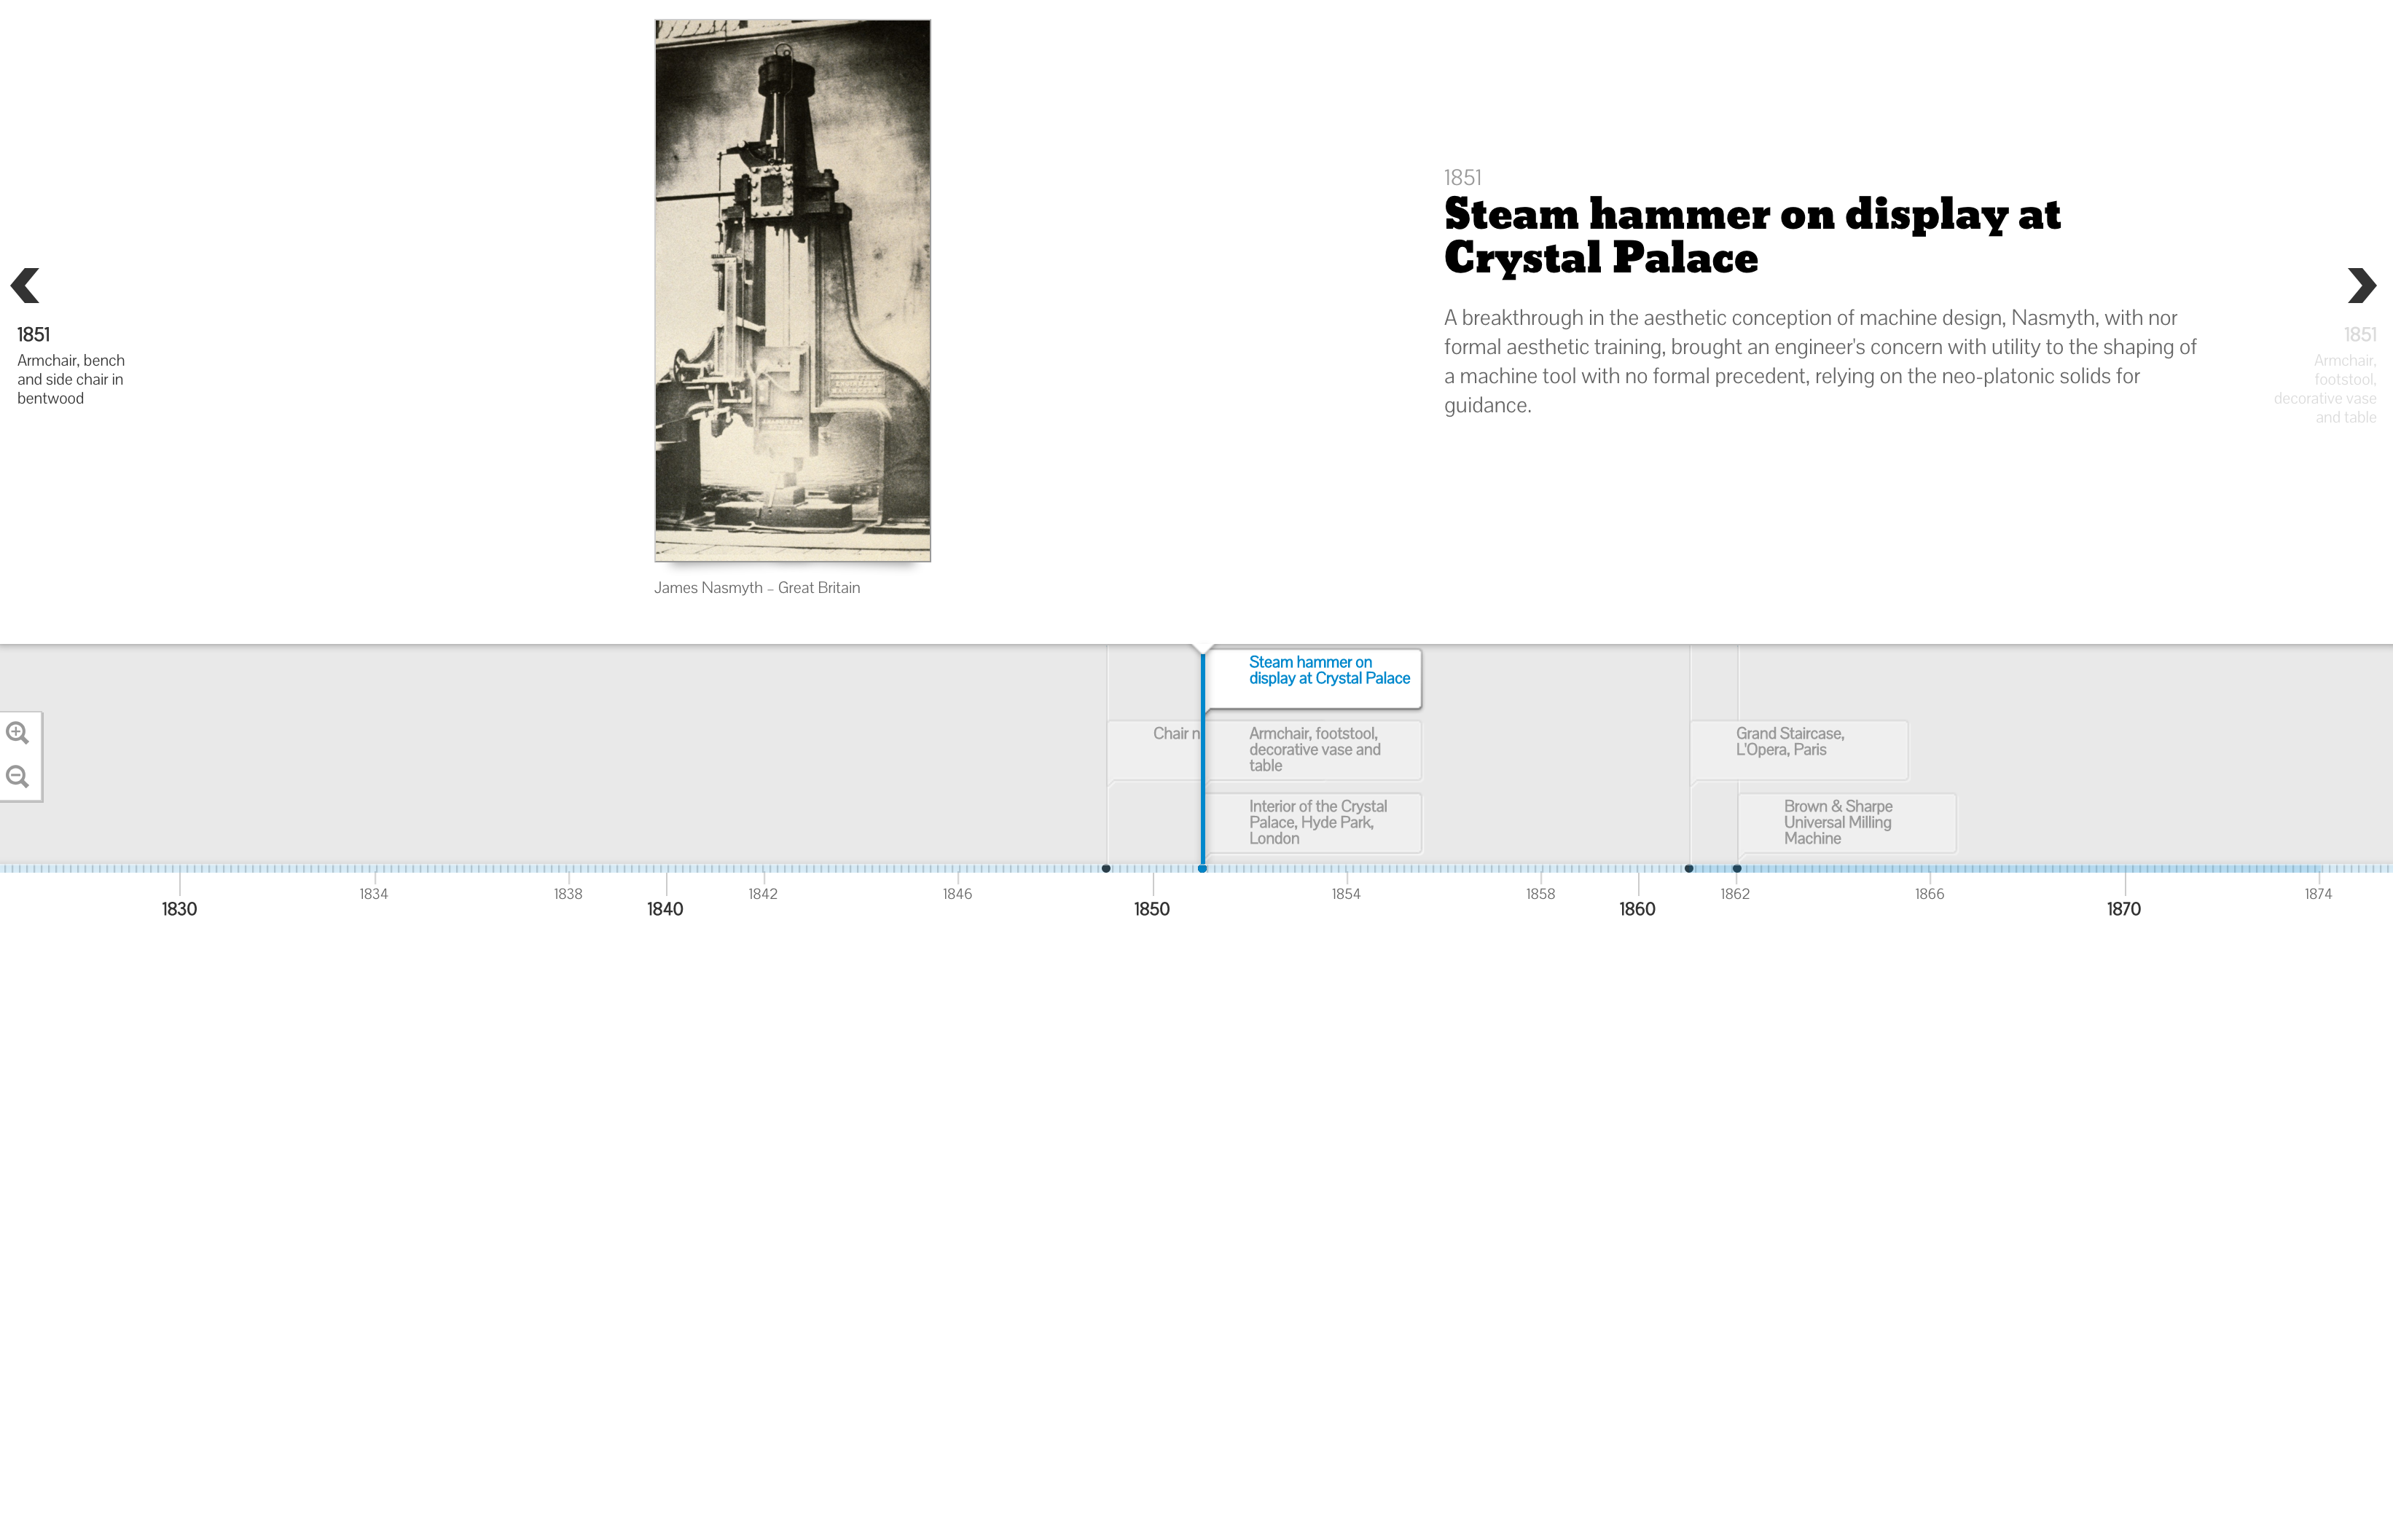 1851
Steam hammer on display at
Crystal Palace
A breakthrough in the aesthetic conception of machine design, Nasmyth, with nor
formal aesthetic training, brought an engineer's concern with utility to the shaping of
a machine tool with no formal precedent, relying on the neo-platonic solids for
guidance.
1851
Armchair, bench
and side chair in
bentwood
1851
Armchair,
footstool,
decorative vase
and table
James Nasmyth – Great Britain
Steam hammer on
display at Crystal Palace
Chair n
Armchair, footstool,
decorative vase and
table
Grand Staircase,
L'Opera, Paris
Interior of the Crystal
Palace, Hyde Park,
London
Brown & Sharpe
Universal Milling
Machine
1834
1838
1842
1846
1854
1858
1862
1866
1874
1830
1840
1850
1860
1870